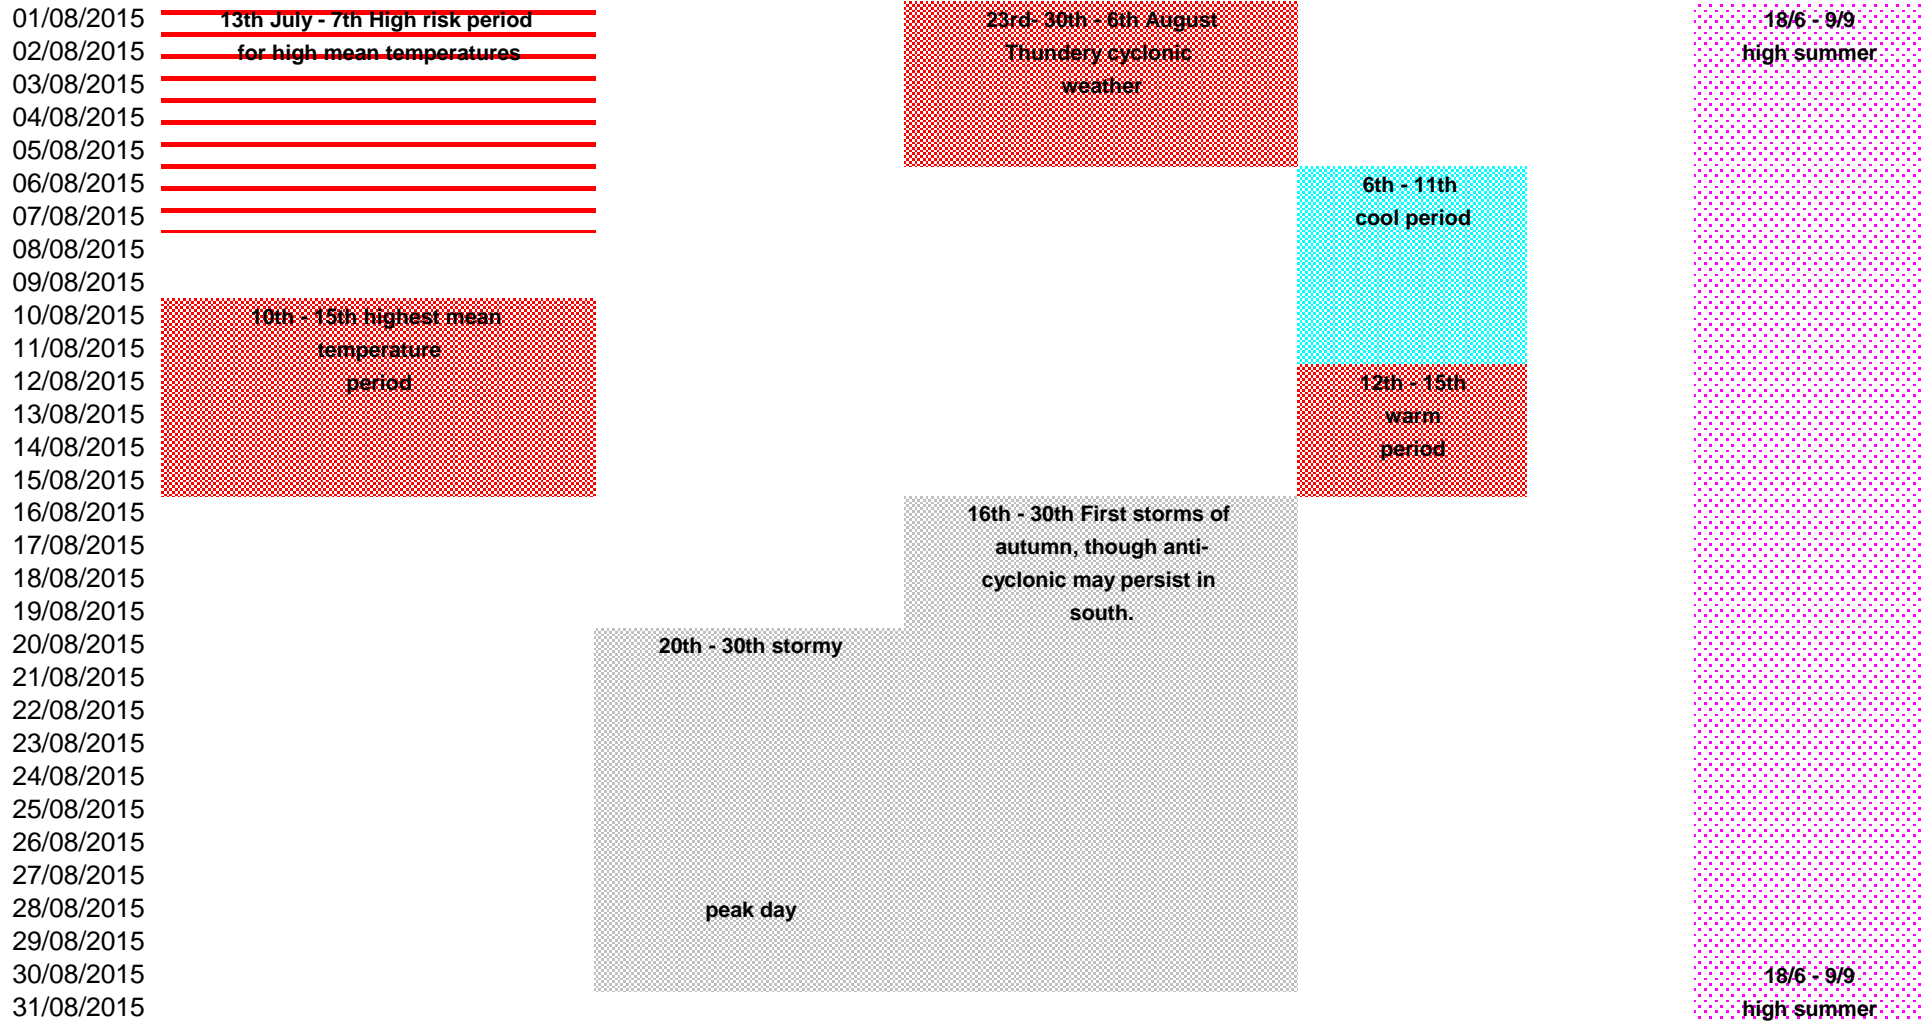 01/08/2015 13th July - 7th High risk period 23rd- 30th - 6th August 18/6 - 9/9
02/08/2015 for high mean temperatures Thundery cyclonic high summer
03/08/2015 weather
04/08/2015
05/08/2015
06/08/2015 6th - 11th
07/08/2015 cool period
08/08/2015
09/08/2015
10/08/2015 10th - 15th highest mean
11/08/2015 temperature
12/08/2015 period 12th - 15th
13/08/2015 warm
14/08/2015 period
15/08/2015
16/08/2015 16th - 30th First storms of
17/08/2015 autumn, though anti-
18/08/2015 cyclonic may persist in
19/08/2015 south.
20/08/2015 20th - 30th stormy
21/08/2015
22/08/2015
23/08/2015
24/08/2015
25/08/2015
26/08/2015
27/08/2015
28/08/2015 peak day
29/08/2015
30/08/2015 18/6 - 9/9
31/08/2015 high summer